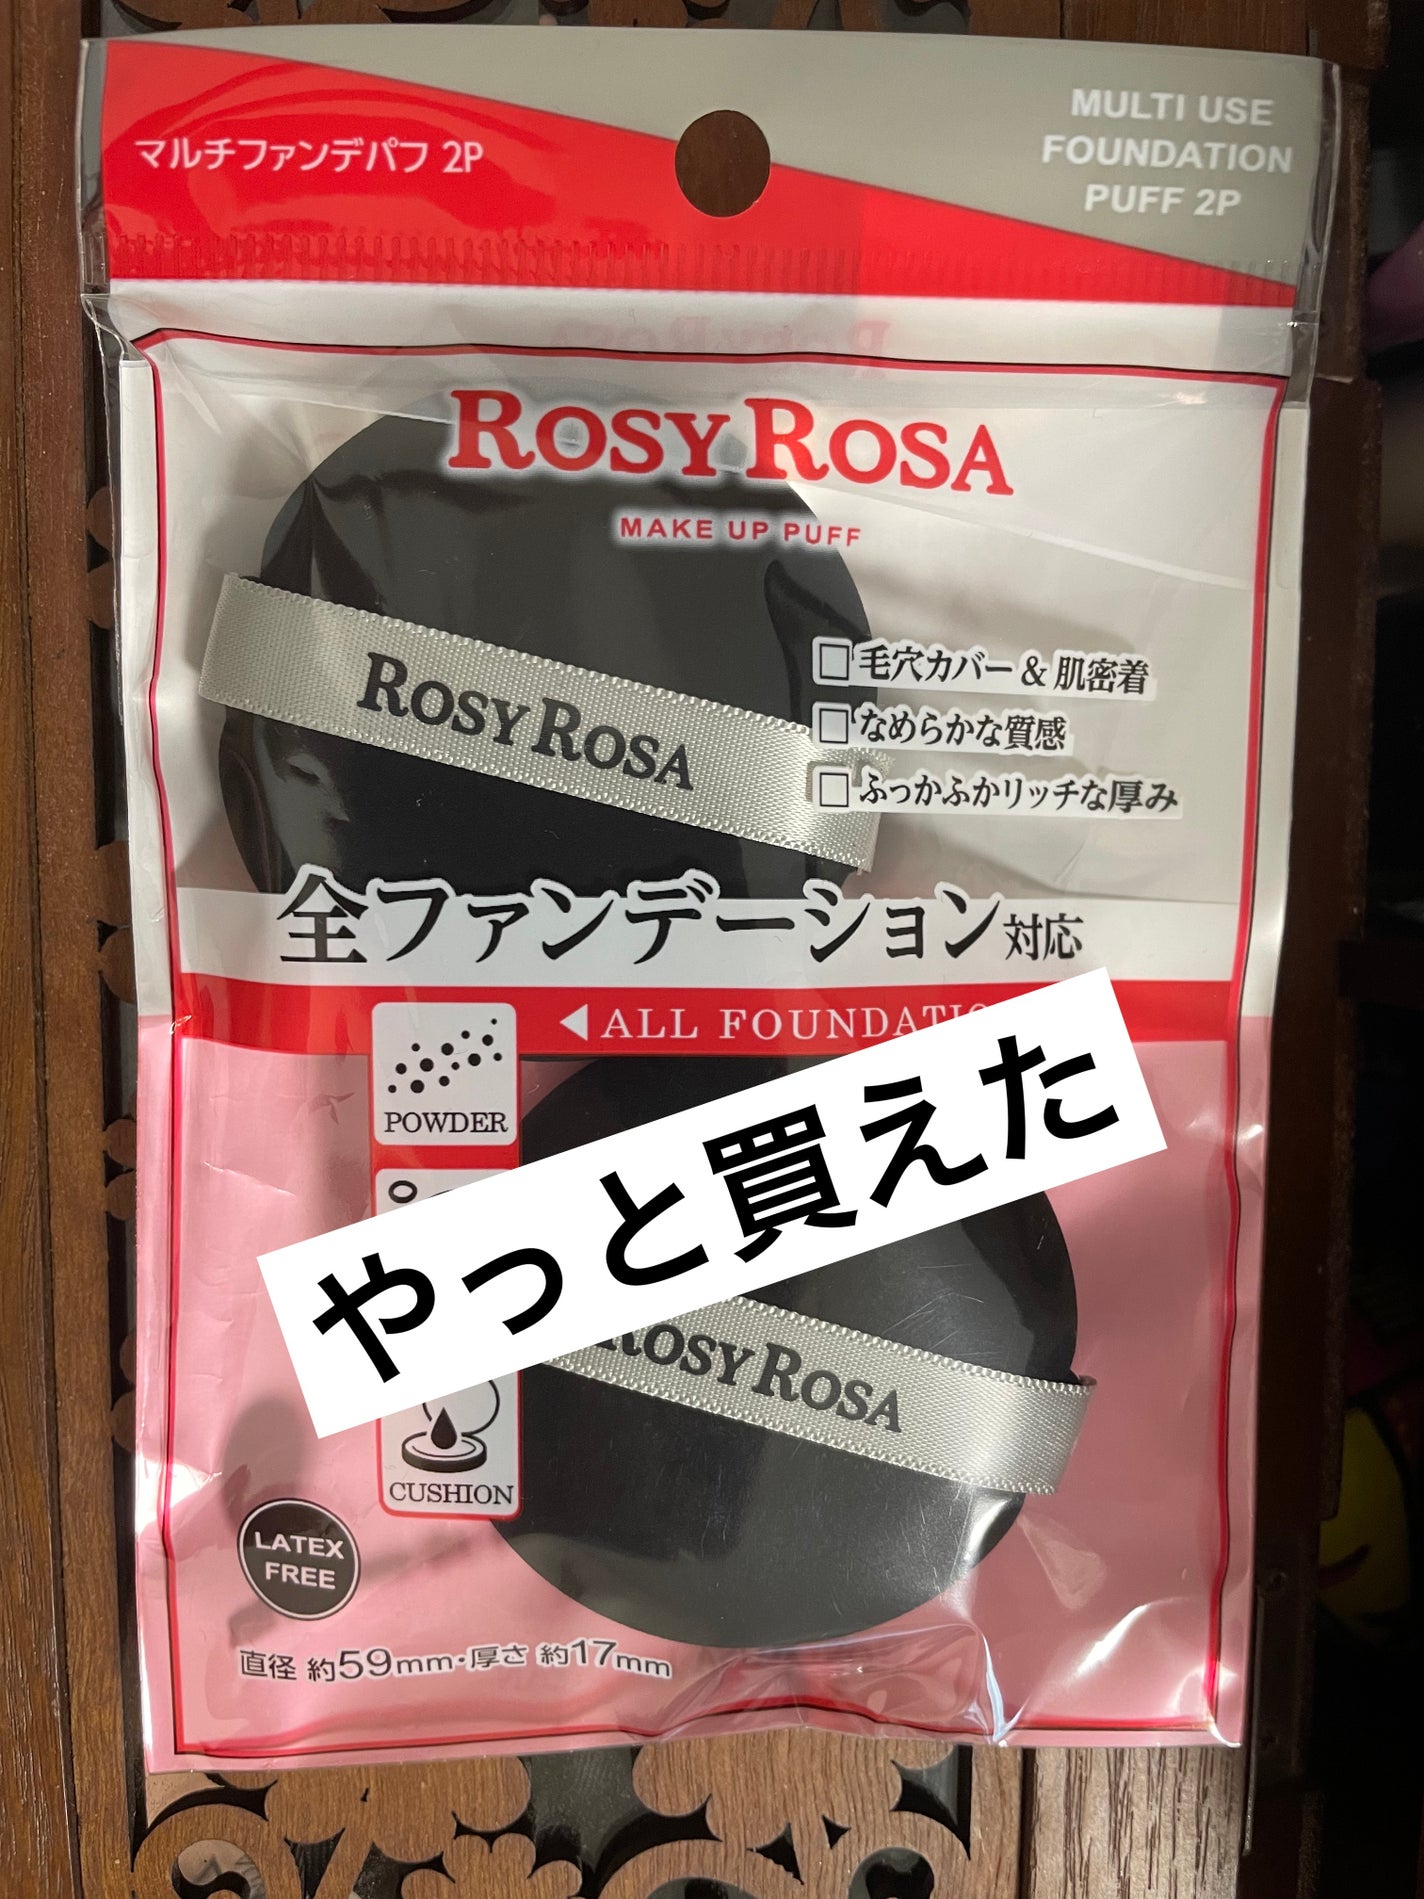 マルチファンデパフ 2P
MULTI USE
FOUNDATION
PUFF 2P
ROSY ROSA
MAKE UP PUFF
ROSY ROSA
□毛穴カバー & 肌密着
□なめらかな質感
□ふっかふかリッチな厚み
全ファンデーション対応
◀ALL FOUNDATIO
POWDER
やっと買えた
ROSY ROSA
CUSHION
LATEX
FREE
直径 約59mm・厚さ 約17mm